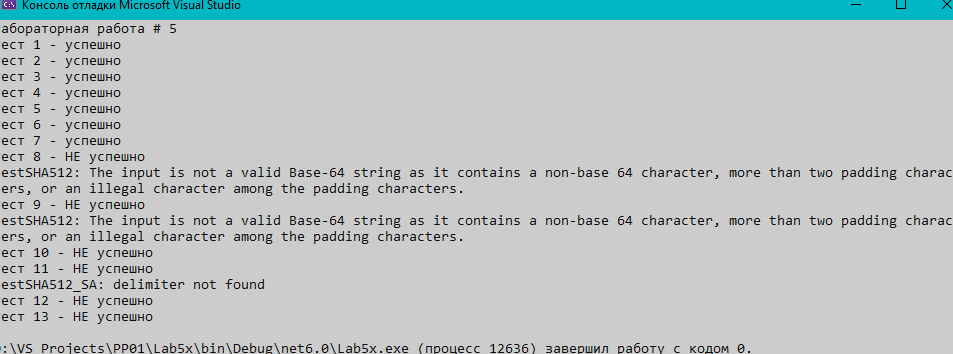 Консоль отладки Microsoft Visual Studio
абораторная работа # 5
ест 1 - успешно
ест 2 - успешно
ест 3 - успешно
ест 4 - успешно
ест 5 - успешно
ест 6 - успешно
ест 7 - успешно
ест 8 - НЕ успешно
estSHA512: The input is not a valid Base-64 string as it contains a non-base 64 character, more than two padding charac
ers, or an illegal character among the padding characters.
ест 9 - НЕ успешно
estSHA512: The input is not a valid Base-64 string as it contains a non-base 64 character, more than two padding charac
ers, or an illegal character among the padding characters.
ест 10 - НЕ успешно
ест 11 - НЕ успешно
estSHA512_SA: delimiter not found
ест 12 - НЕ успешно
ест 13 - НЕ успешно
:\VS Projects\PP01\Lab5x\bin\Debug\net6.0\Lab5x.exe (процесс 12636) завершил работу с кодом 0.